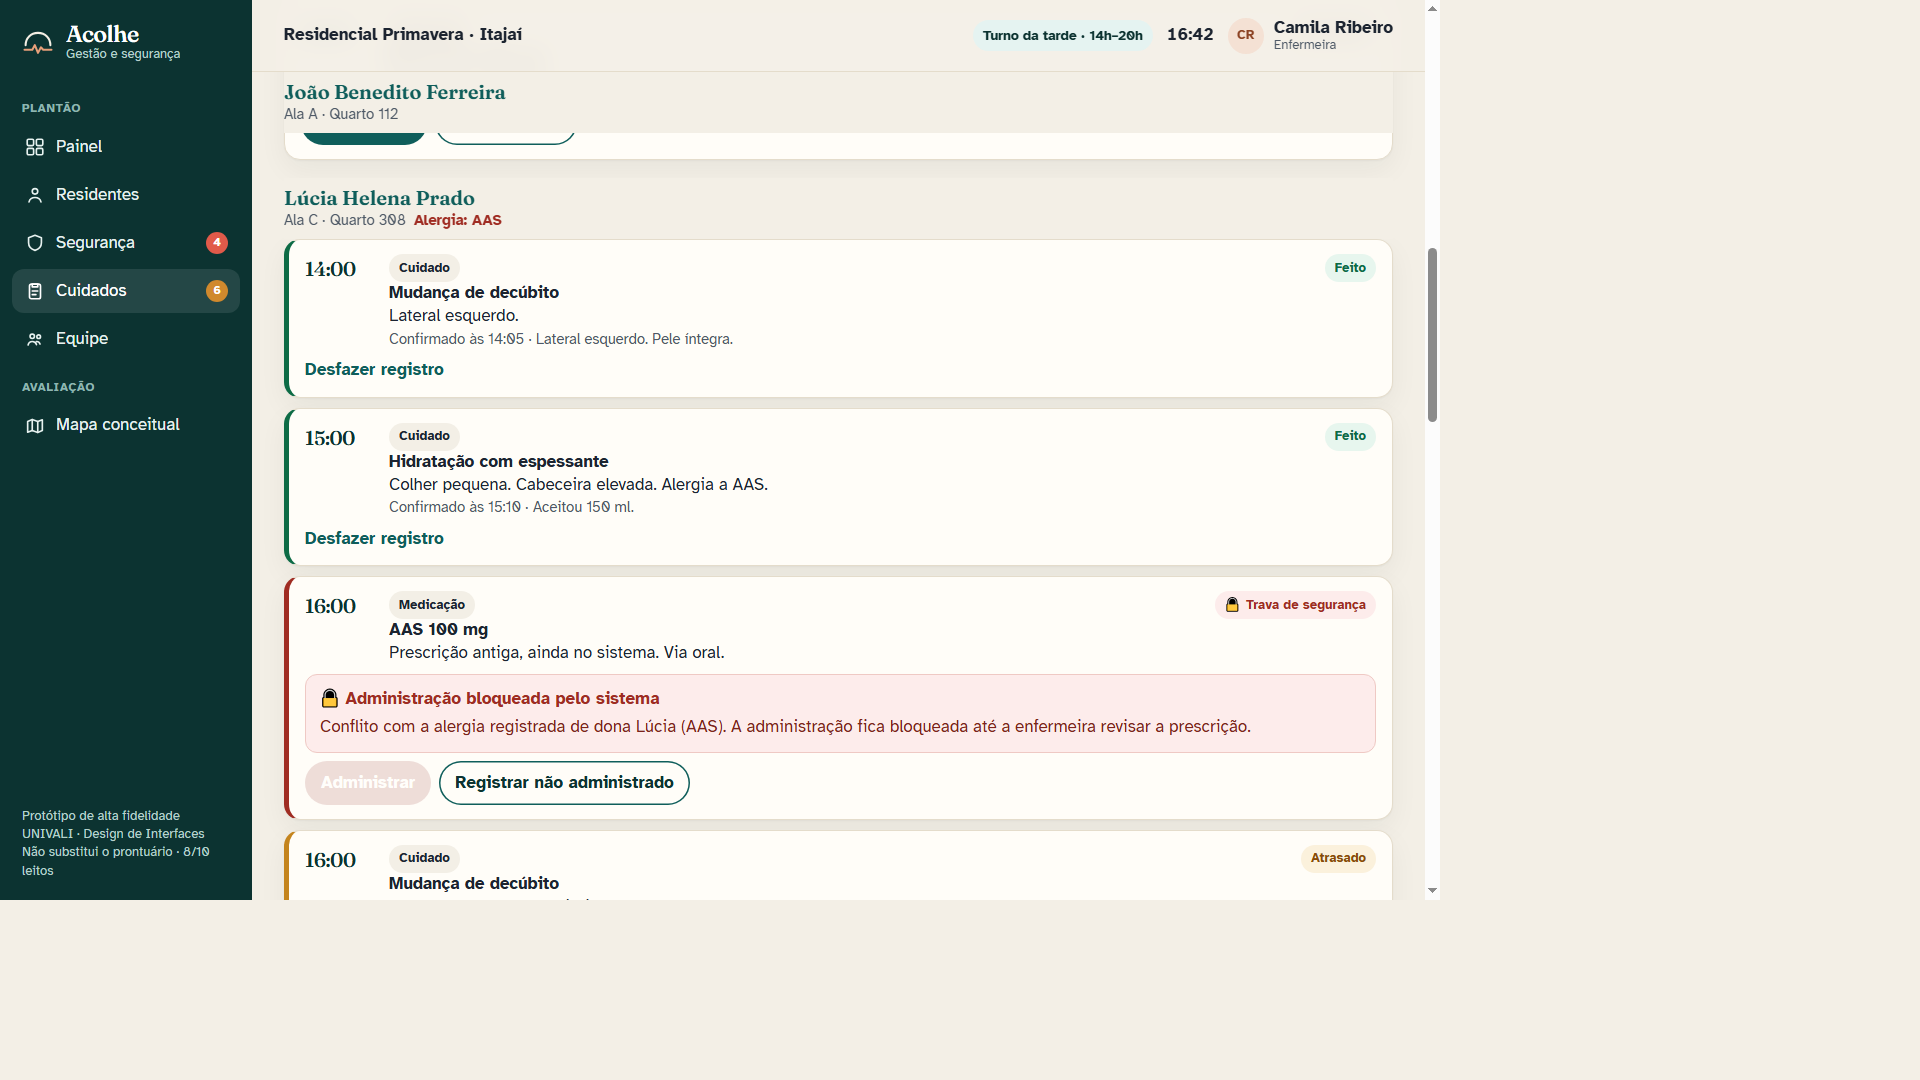 Acolhe
Gestão e segurança
PLANTÃO
Painel
Residentes
Segurança
4
Cuidados
6
Equipe
AVALIAÇÃO
Mapa conceitual
Protótipo de alta fidelidade
UNIVALI · Design de Interfaces
Não substitui o prontuário · 8/10
leitos
Residencial Primavera · Itajaí
Turno da tarde · 14h–20h
16:42
CR
Camila Ribeiro
Enfermeira
João Benedito Ferreira
Ala A · Quarto 112
Lúcia Helena Prado
Ala C · Quarto 308 Alergia: AAS
14:00
Cuidado
Feito
Mudança de decúbito
Lateral esquerdo.
Confirmado às 14:05 · Lateral esquerdo. Pele íntegra.
Desfazer registro
15:00
Cuidado
Feito
Hidratação com espessante
Colher pequena. Cabeceira elevada. Alergia a AAS.
Confirmado às 15:10 · Aceitou 150 ml.
Desfazer registro
16:00
Medicação
Trava de segurança
AAS 100 mg
Prescrição antiga, ainda no sistema. Via oral.
Administração bloqueada pelo sistema
Conflito com a alergia registrada de dona Lúcia (AAS). A administração fica bloqueada até a enfermeira revisar a prescrição.
Administrar
Registrar não administrado
16:00
Cuidado
Atrasado
Mudança de decúbito